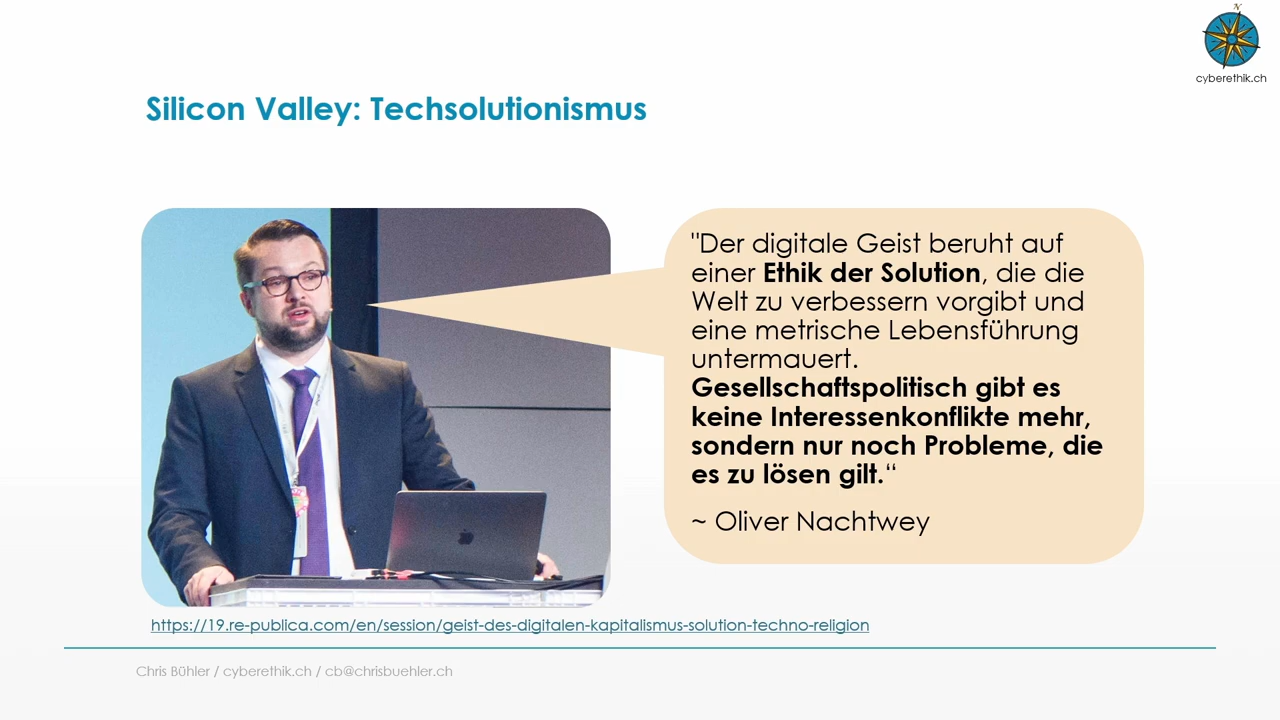 N
cyberethik.ch
Silicon Valley: Techsolutionismus
"Der digitale Geist beruht auf
einer Ethik der Solution, die die
Welt zu verbessern vorgibt und
eine metrische Lebensführung
untermauert.
Gesellschaftspolitisch gibt es
keine Interessenkonflikte mehr,
sondern nur noch Probleme, die
es zu lösen gilt.“
~ Oliver Nachtwey
https://19.re-publica.com/en/session/geist-des-digitalen-kapitalismus-solution-techno-religion
Chris Bühler / cyberethik.ch / cb@chrisbuehler.ch